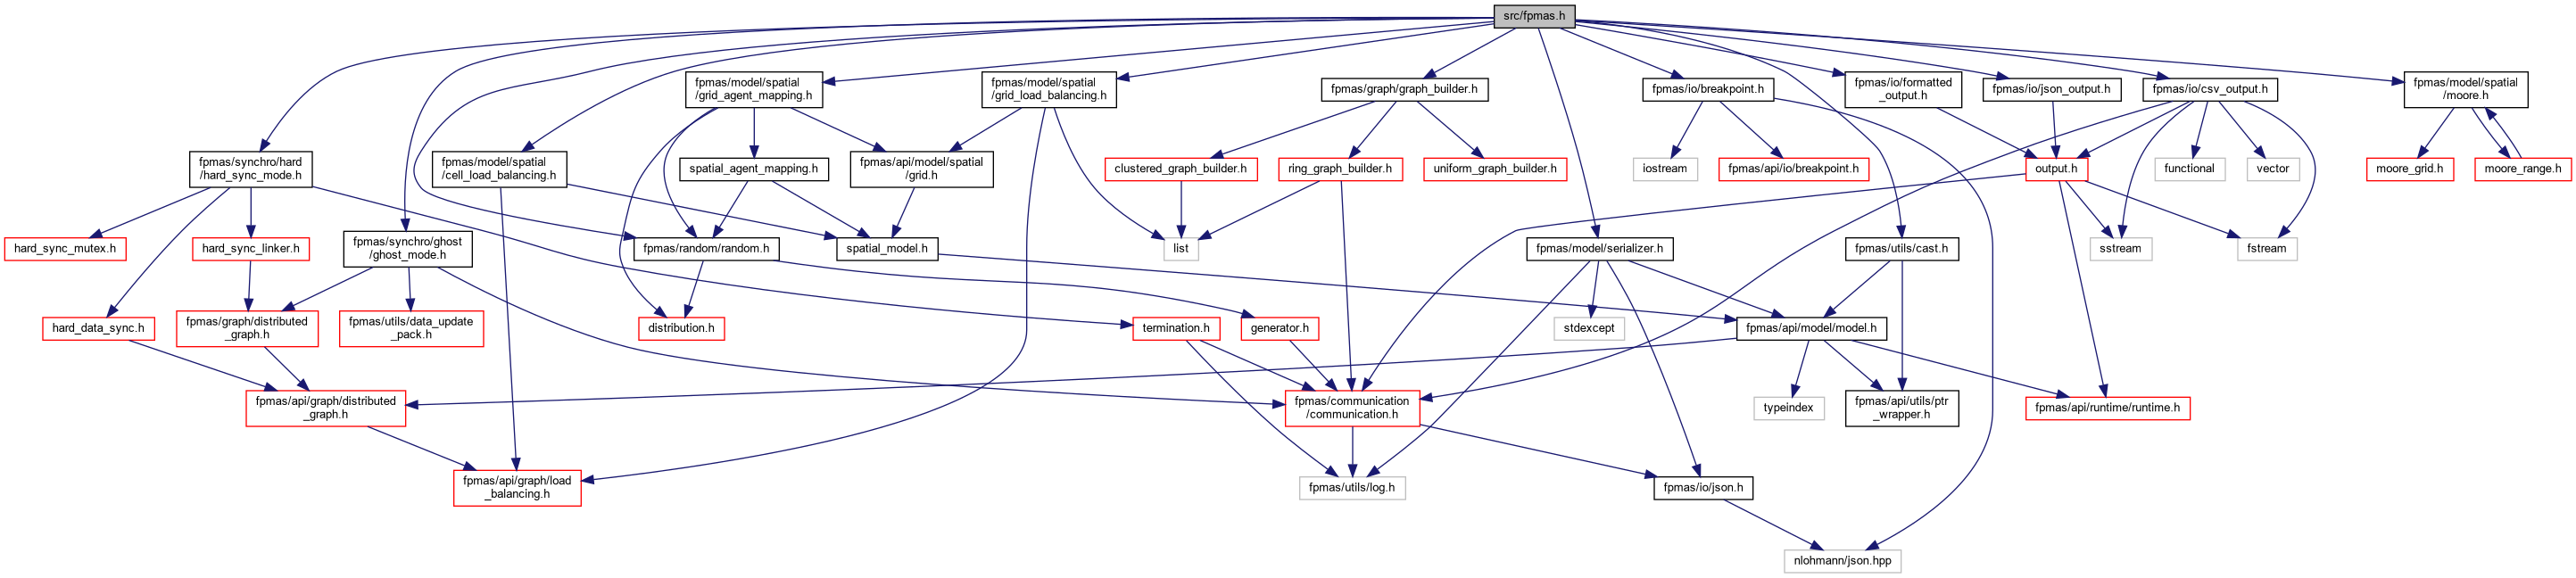 src/fpmas.h
fpmas/model/spatial
/grid_agent_mapping.h
fpmas/model/spatial
/grid_load_balancing.h
fpmas/graph/graph_builder.h
fpmas/io/breakpoint.h
fpmas/io/formatted
_output.h
fpmas/io/json_output.h
fpmas/io/csv_output.h
fpmas/model/spatial
/moore.h
fpmas/synchro/hard
/hard_sync_mode.h
fpmas/model/spatial
/cell_load_balancing.h
spatial_agent_mapping.h
fpmas/api/model/spatial
/grid.h
clustered_graph_builder.h
ring_graph_builder.h
uniform_graph_builder.h
iostream
fpmas/api/io/breakpoint.h
output.h
functional
vector
moore_grid.h
moore_range.h
hard_sync_mutex.h
hard_sync_linker.h
fpmas/synchro/ghost
/ghost_mode.h
fpmas/random/random.h
spatial_model.h
list
fpmas/model/serializer.h
fpmas/utils/cast.h
sstream
fstream
hard_data_sync.h
fpmas/graph/distributed
_graph.h
fpmas/utils/data_update
_pack.h
distribution.h
termination.h
generator.h
stdexcept
fpmas/api/model/model.h
fpmas/api/graph/distributed
_graph.h
fpmas/communication
/communication.h
typeindex
fpmas/api/utils/ptr
_wrapper.h
fpmas/api/runtime/runtime.h
fpmas/api/graph/load
_balancing.h
fpmas/utils/log.h
fpmas/io/json.h
nlohmann/json.hpp